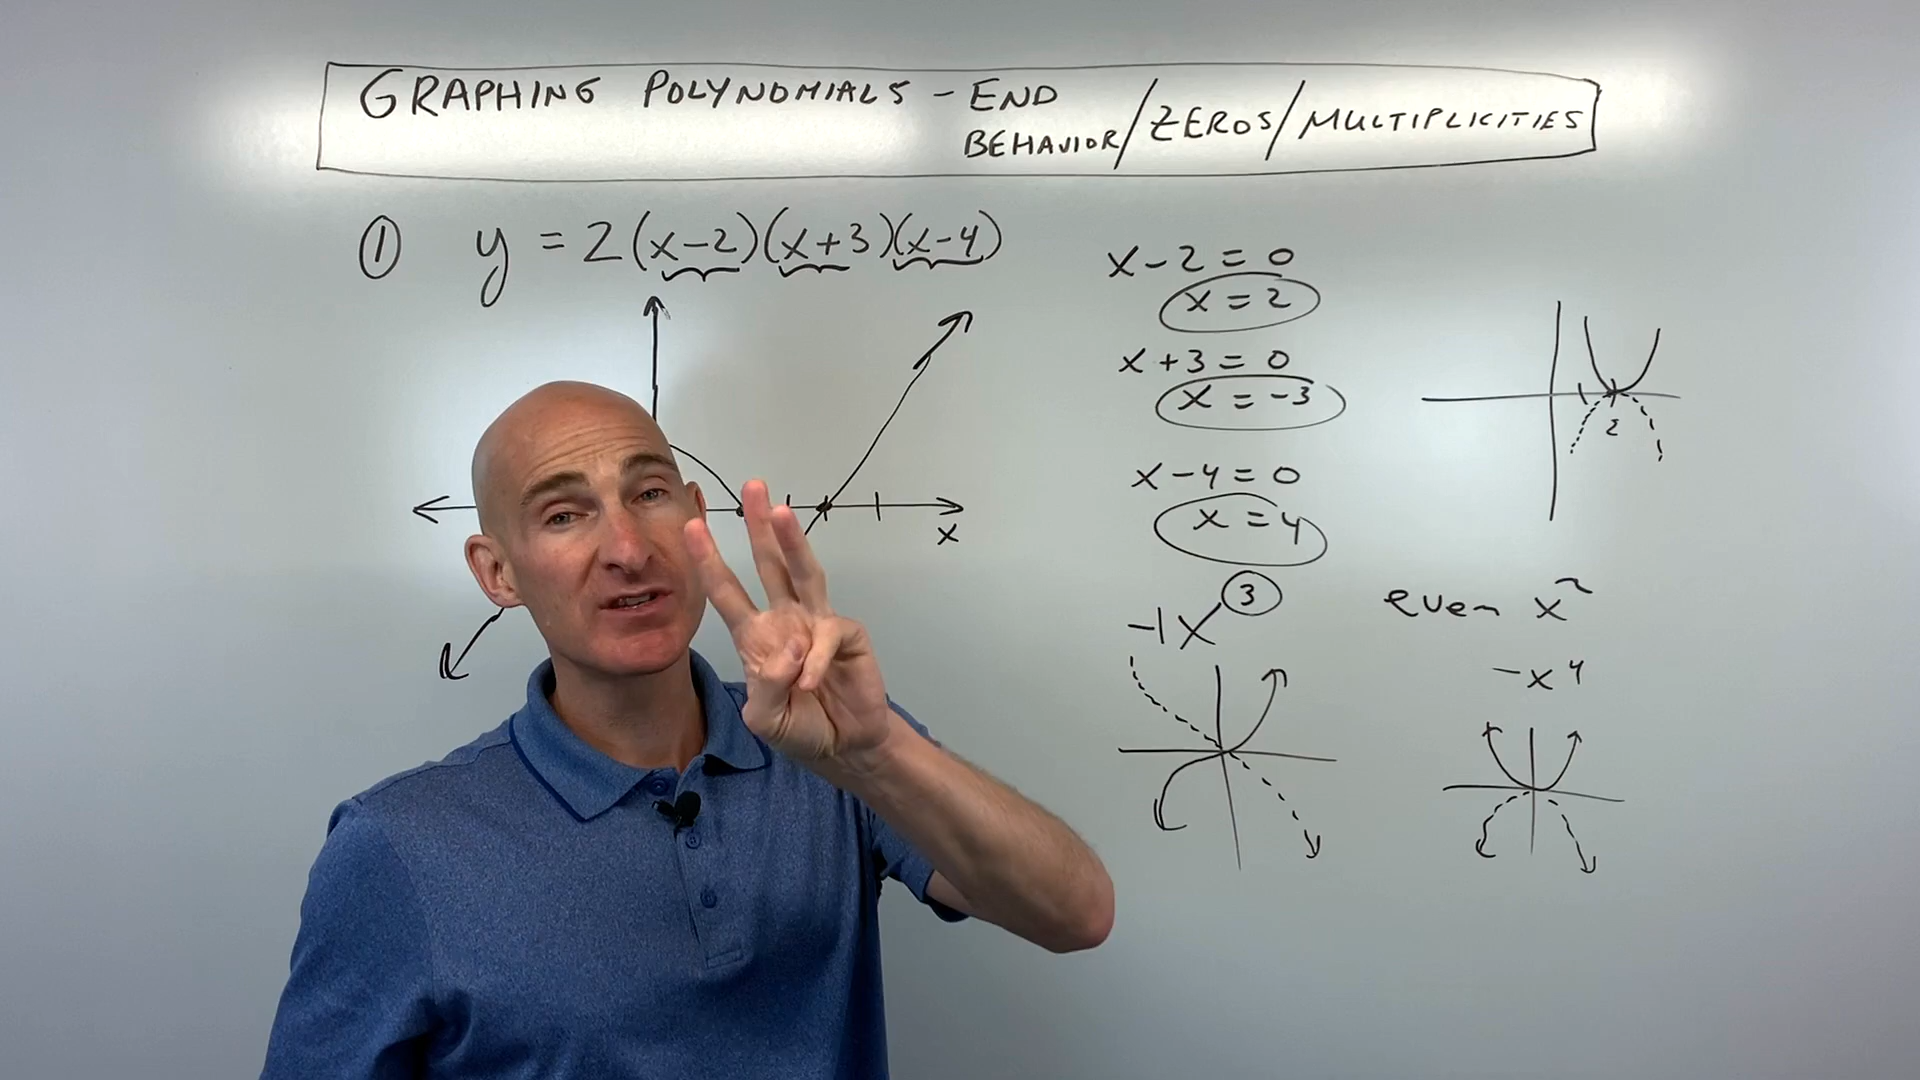 GRAPHING POLYNOMIALS - END BEHAVIOR/ZEROS/MULTIPLICITIES
① y = 2(x-2)(x+3)(x-4)
x-2=0
x=2
x+3=0
x=-3
x-4=0
x=4
x
2
-1x³
even x²
-x⁴